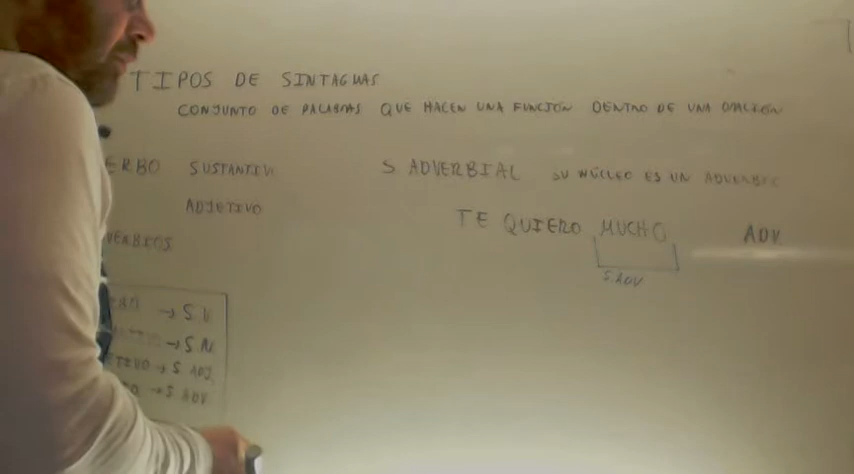 TIPOS DE SINTAGMAS
CONJUNTO DE PALABRAS QUE HACEN UNA FUNCIÓN DENTRO DE UNA ORACIÓN
ERBO SUSTANTIV
S ADVERBIAL SU NÚCLEO ES UN ADVERBIO
ADJETIVO
TE QUIERO MUCHO ADV.
VERBIOS
S.ADV
→ S.V
→ S.N.
TIVO → S ADJ.
→ S ADV